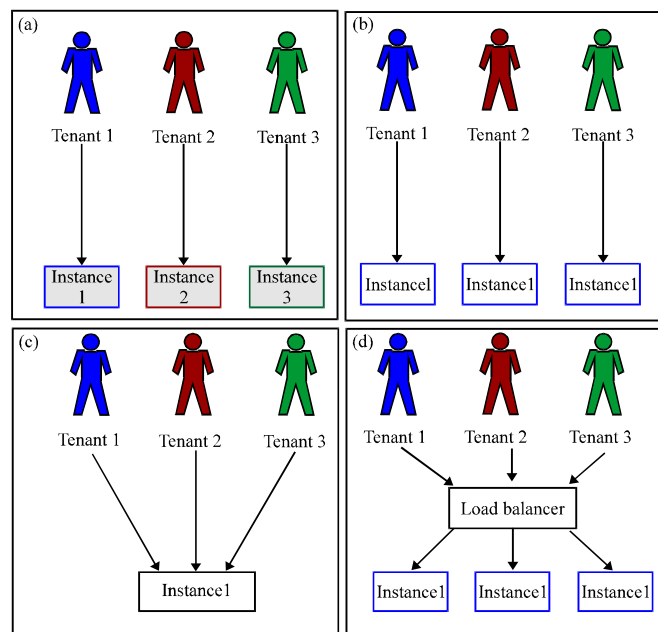 (a)
Tenant 1 Tenant 2 Tenant 3
Instance Instance Instance
1 2 3
(b)
Tenant 1 Tenant 2 Tenant 3
Instance1 Instance1 Instance1
(c)
Tenant 1 Tenant 2 Tenant 3
Instance1
(d)
Tenant 1 Tenant 2 Tenant 3
Load balancer
Instance1 Instance1 Instance1